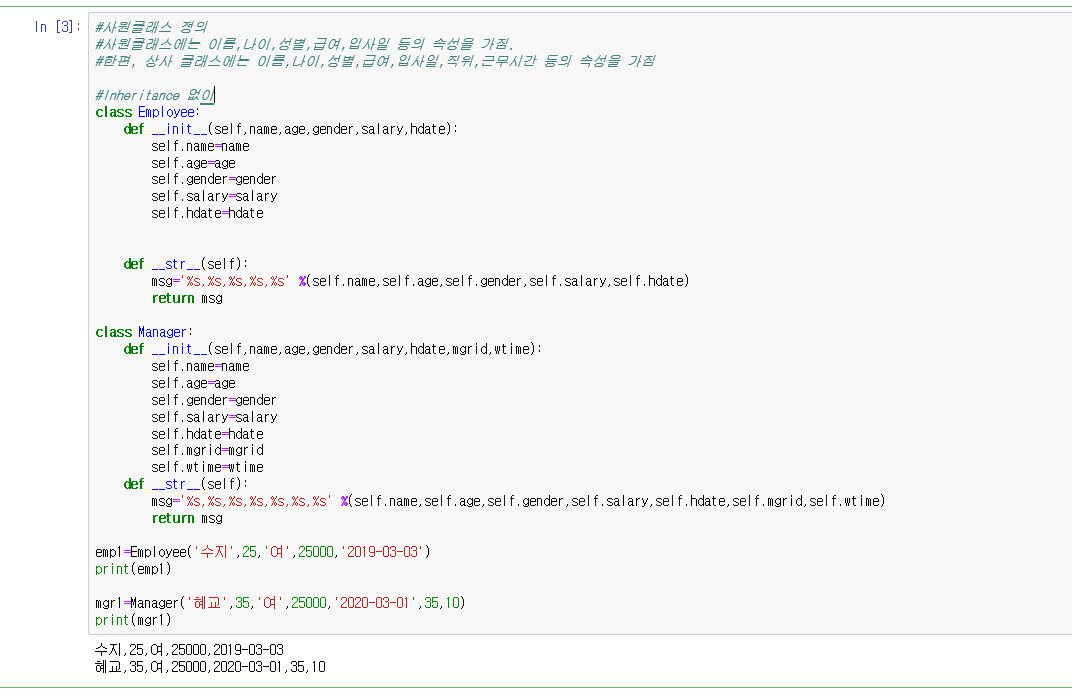 In [3]:
#사원클래스 정의
#사원클래스에는 이름,나이,성별,급여,입사일 등의 속성을 가짐.
#한편, 상사 클래스에는 이름,나이,성별,급여,입사일,직위,근무시간 등의 속성을 가짐
#Inheritance 없이
class Employee:
    def __init__(self,name,age,gender,salary,hdate):
        self.name=name
        self.age=age
        self.gender=gender
        self.salary=salary
        self.hdate=hdate
    def __str__(self):
        msg='%s,%s,%s,%s,%s' %(self.name,self.age,self.gender,self.salary,self.hdate)
        return msg
class Manager:
    def __init__(self,name,age,gender,salary,hdate,mgrid,wtime):
        self.name=name
        self.age=age
        self.gender=gender
        self.salary=salary
        self.hdate=hdate
        self.mgrid=mgrid
        self.wtime=wtime
    def __str__(self):
        msg='%s,%s,%s,%s,%s,%s,%s' %(self.name,self.age,self.gender,self.salary,self.hdate,self.mgrid,self.wtime)
        return msg
emp1=Employee('수지',25,'여',25000,'2019-03-03')
print(emp1)
mgr1=Manager('혜교',35,'여',25000,'2020-03-01',35,10)
print(mgr1)
수지,25,여,25000,2019-03-03
혜교,35,여,25000,2020-03-01,35,10